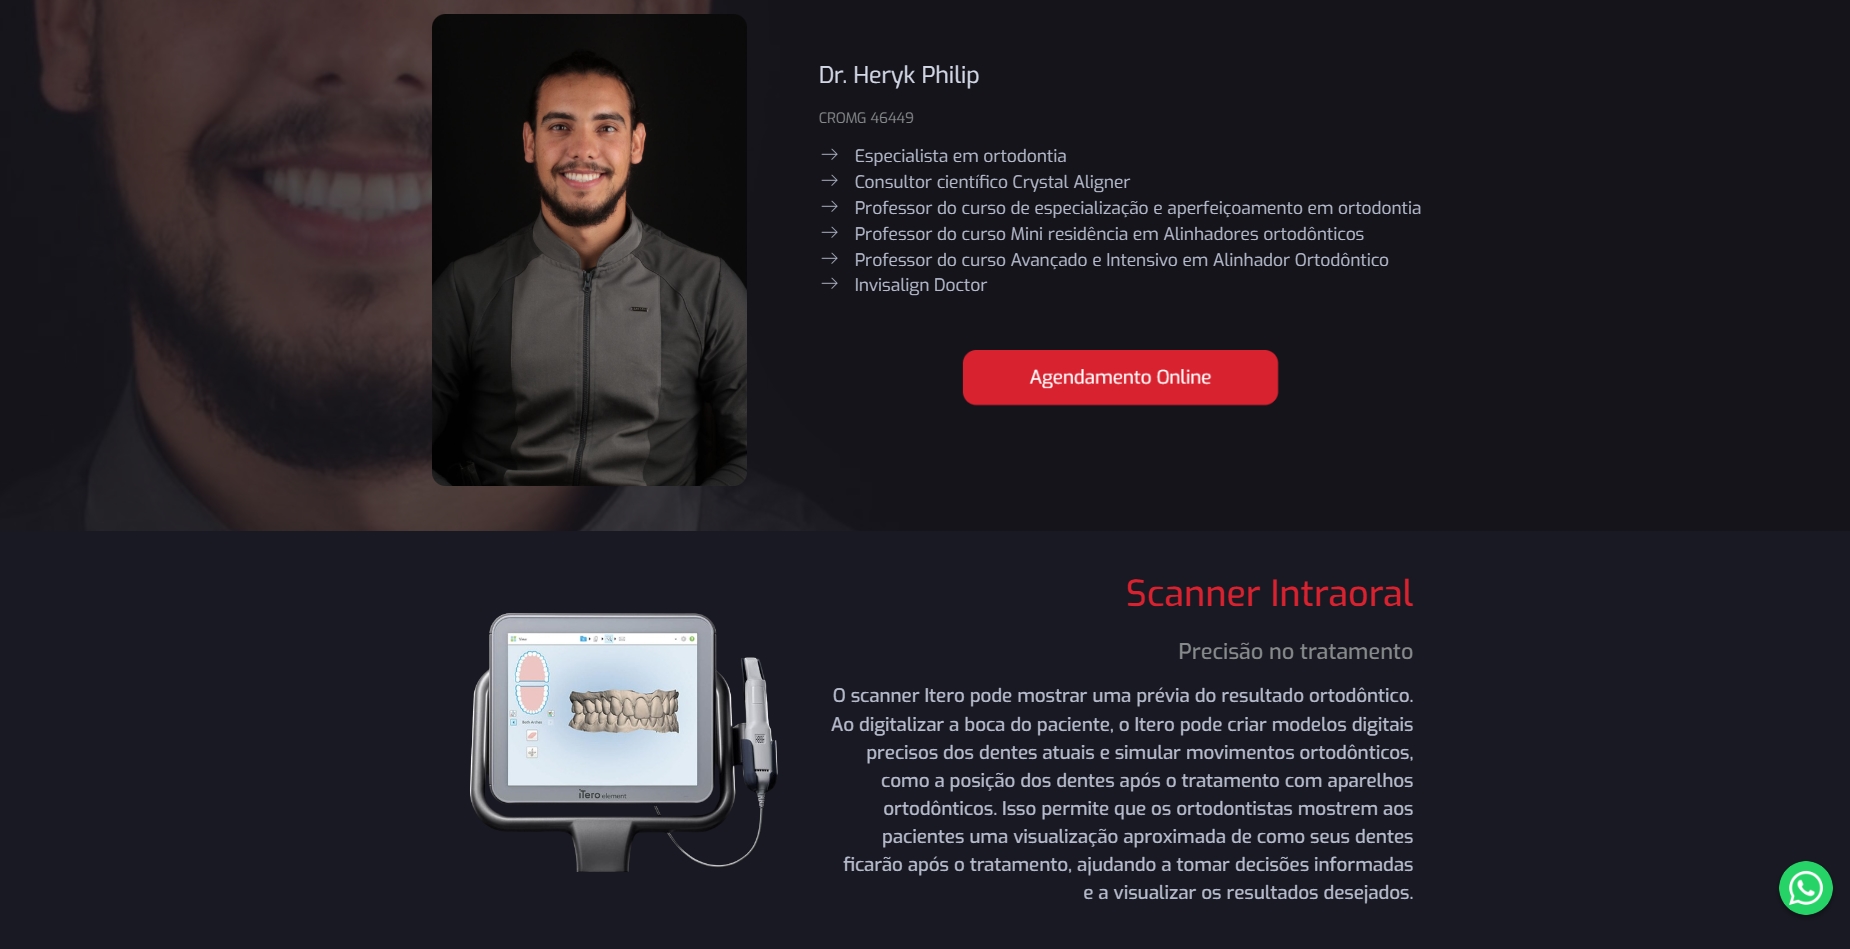 Dr. Heryk Philip
CROMG 46449
Especialista em ortodontia
Consultor científico Crystal Aligner
Professor do curso de especialização e aperfeiçoamento em ortodontia
Professor do curso Mini residência em Alinhadores ortodônticos
Professor do curso Avançado e Intensivo em Alinhador Ortodôntico
Invisalign Doctor
Agendamento Online
Scanner Intraoral
Precisão no tratamento
O scanner Itero pode mostrar uma prévia do resultado ortodôntico.
Ao digitalizar a boca do paciente, o Itero pode criar modelos digitais
precisos dos dentes atuais e simular movimentos ortodônticos,
como a posição dos dentes após o tratamento com aparelhos
ortodônticos. Isso permite que os ortodontistas mostrem aos
pacientes uma visualização aproximada de como seus dentes
ficarão após o tratamento, ajudando a tomar decisões informadas
e a visualizar os resultados desejados.
iTero element